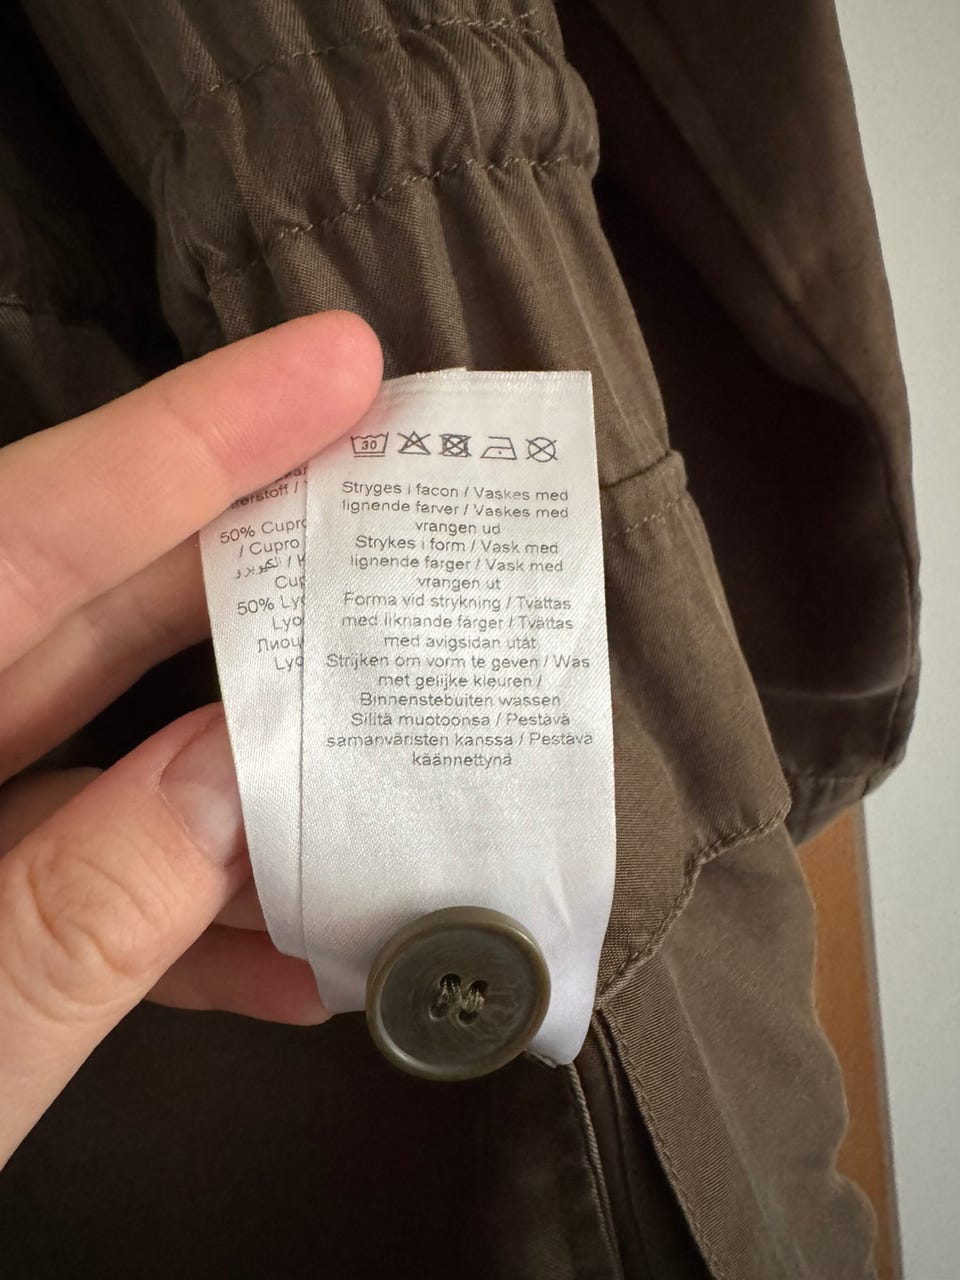 30
Stryges i facon / Vaskes med
lignende farver / Vaskes med
vrangen ud
Strykes i form / Vask med
lignende farger / Vask med
vrangen ut
Forma vid strykning / Tvättas
med liknande färger / Tvättas
med avigsidan utåt
Strijken om vorm te geven / Was
met gelijke kleuren /
Binnenstebuiten wassen
Silitä muotoonsa / Pestävä
samanväristen kanssa / Pestävä
käännettynä
50% Cupro
/ Cupro
الكوبرو /
50%